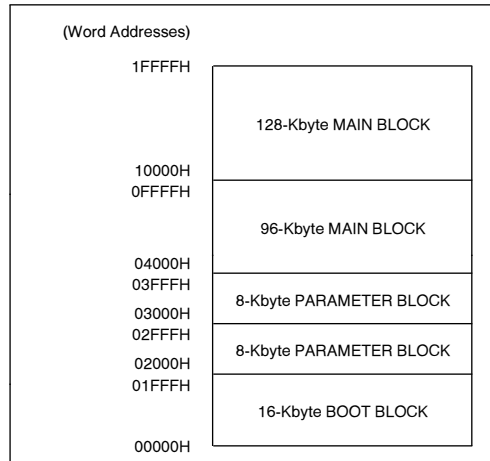 (Word Addresses)
1FFFFH
128-Kbyte MAIN BLOCK
10000H
0FFFFH
96-Kbyte MAIN BLOCK
04000H
03FFFH
8-Kbyte PARAMETER BLOCK
03000H
02FFFH
8-Kbyte PARAMETER BLOCK
02000H
01FFFH
16-Kbyte BOOT BLOCK
00000H